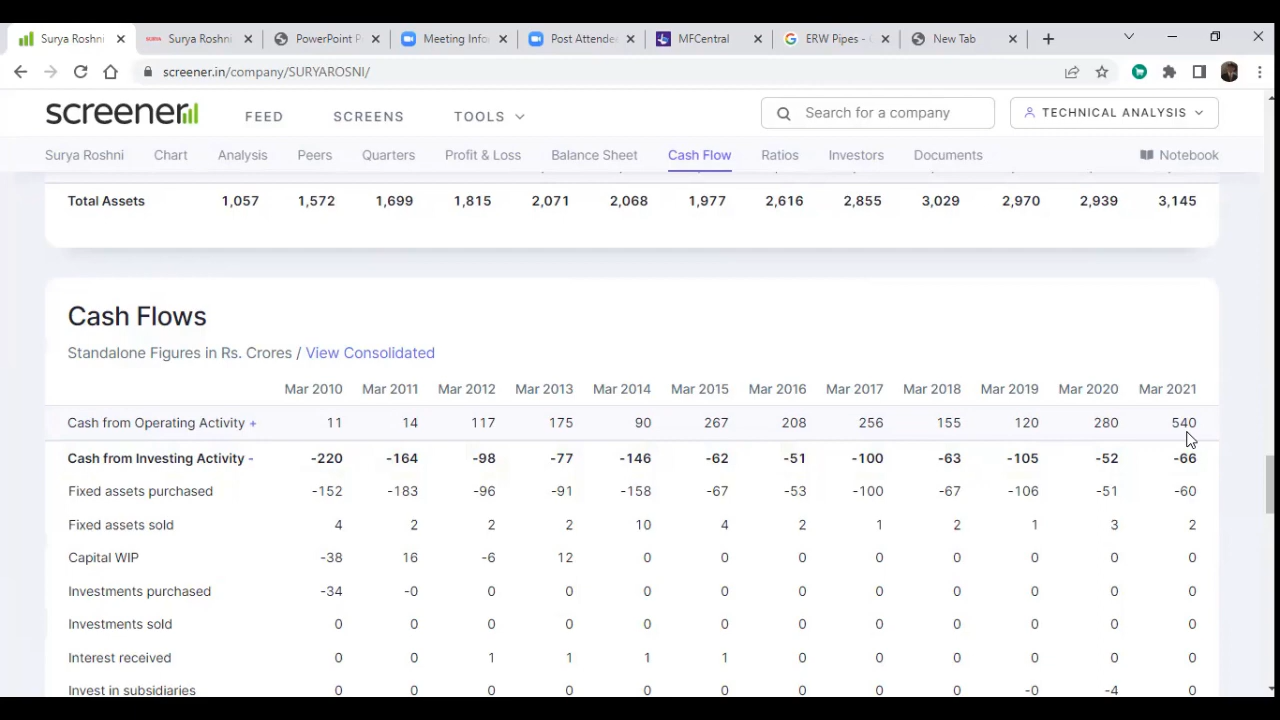 Surya Roshni
Surya Roshni
PowerPoint P
Meeting Info
Post Attende
MFCentral
ERW Pipes -
New Tab
screener.in/company/SURYAROSNI/
screener
FEED SCREENS TOOLS
Search for a company
TECHNICAL ANALYSIS
Surya Roshni Chart Analysis Peers Quarters Profit & Loss Balance Sheet Cash Flow Ratios Investors Documents Notebook
Total Assets 1,057 1,572 1,699 1,815 2,071 2,068 1,977 2,616 2,855 3,029 2,970 2,939 3,145
Cash Flows
Standalone Figures in Rs. Crores / View Consolidated
Mar 2010 Mar 2011 Mar 2012 Mar 2013 Mar 2014 Mar 2015 Mar 2016 Mar 2017 Mar 2018 Mar 2019 Mar 2020 Mar 2021
Cash from Operating Activity + 11 14 117 175 90 267 208 256 155 120 280 540
Cash from Investing Activity - -220 -164 -98 -77 -146 -62 -51 -100 -63 -105 -52 -66
Fixed assets purchased -152 -183 -96 -91 -158 -67 -53 -100 -67 -106 -51 -60
Fixed assets sold 4 2 2 2 10 4 2 1 2 1 3 2
Capital WIP -38 16 -6 12 0 0 0 0 0 0 0 0
Investments purchased -34 -0 0 0 0 0 0 0 0 0 0 0
Investments sold 0 0 0 0 0 0 0 0 0 0 0 0
Interest received 0 0 1 1 1 1 0 0 0 0 0 0
Invest in subsidiaries 0 0 0 0 0 0 0 0 0 -0 -4 0